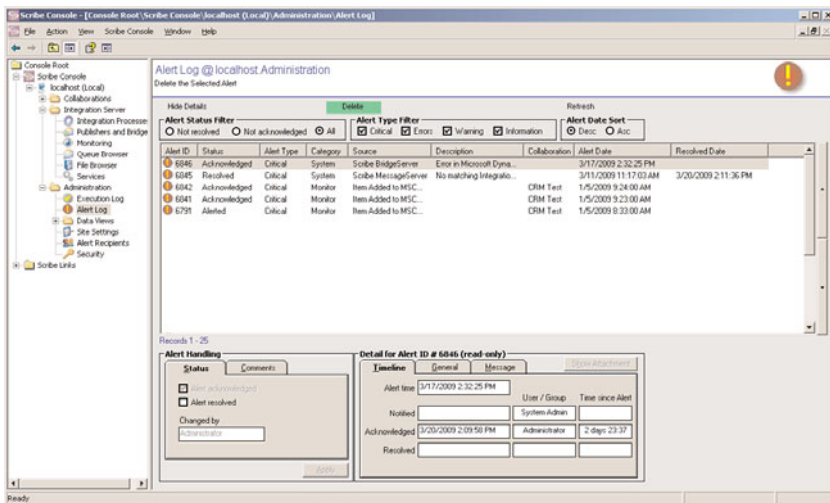 Scribe Console - [Console Root\Scribe Console\localhost (Local)\Administration\Alert Log]
File Action View Scribe Console Window Help
Console Root
Scribe Console
localhost (Local)
Collaborations
Integration Server
Integration Processes
Publishers and Bridge
Monitoring
Queue Browser
File Browser
Services
Administration
Execution Log
Alert Log
Data Views
Site Settings
Alert Recipients
Security
Scribe Links
Alert Log @ localhost.Administration
Delete the Selected Alert
Hide Details Delete Refresh
Alert Status Filter Alert Type Filter Alert Date Sort
Not resolved Not acknowledged All Critical Errors Warning Information Desc Asc
Alert ID Status Alert Type Category Source Description Collaboration Alert Date Resolved Date
6846 Acknowledged Critical System Scribe BridgeServer Error in Microsoft Dyna... 3/17/2009 2:32:25 PM
6845 Resolved Critical System Scribe MessageServer No matching Integratio... 3/11/2009 11:17:03 AM 3/20/2009 2:11:36 PM
6842 Acknowledged Critical Monitor Item Added to MSC... CRM Test 1/5/2009 9:24:00 AM
6841 Acknowledged Critical Monitor Item Added to MSC... CRM Test 1/5/2009 9:23:00 AM
6791 Alerted Critical Monitor Item Added to MSC... CRM Test 1/5/2009 8:33:00 AM
Records 1 - 25
Alert Handling
Status Comments
Alert acknowledged
Alert resolved
Changed by
Administrator
Apply
Detail for Alert ID # 6846 (read-only)
Timeline General Message Show Attachment
Alert time 3/17/2009 2:32:25 PM
User / Group Time since Alert
Notified System Admin
Acknowledged 3/20/2009 2:09:58 PM Administrator 2 days 23:37
Resolved
Ready